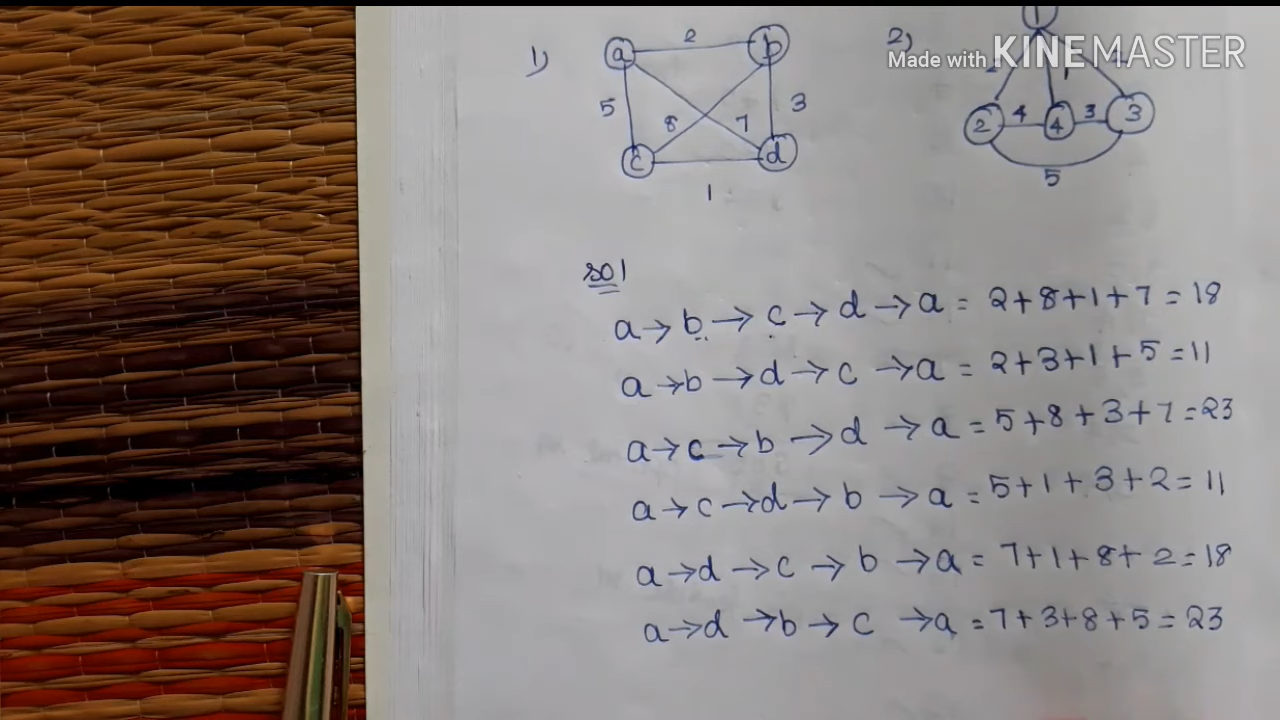 1) a 2 b 5 8 7 3 c d 1
2) 1 1 4 3 2 4 3 5
Made with KINEMASTER
sol
a → b → c → d → a = 2+8+1+7 = 18
a → b → d → c → a = 2+3+1+5 = 11
a → c → b → d → a = 5+8+3+7 = 23
a → c → d → b → a = 5+1+3+2 = 11
a → d → c → b → a = 7+1+8+2 = 18
a → d → b → c → a = 7+3+8+5 = 23